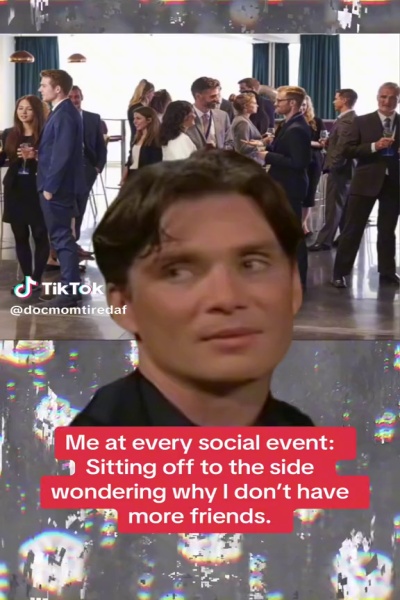 TikTok
@docmomtiredaf
Me at every social event:
Sitting off to the side
wondering why I don't have
more friends.